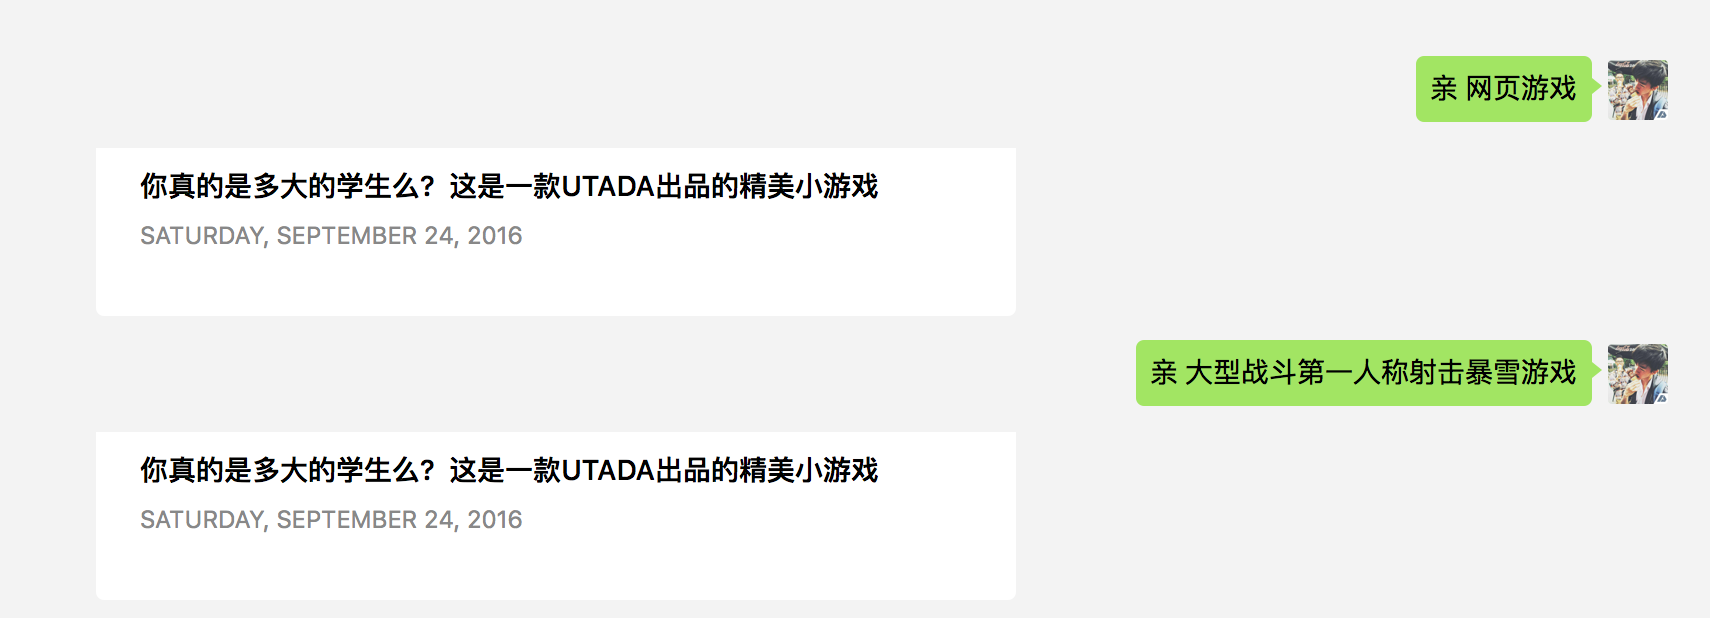 亲 网页游戏
你真的是多大的学生么？这是一款UTADA出品的精美小游戏
SATURDAY, SEPTEMBER 24, 2016
亲 大型战斗第一人称射击暴雪游戏
你真的是多大的学生么？这是一款UTADA出品的精美小游戏
SATURDAY, SEPTEMBER 24, 2016